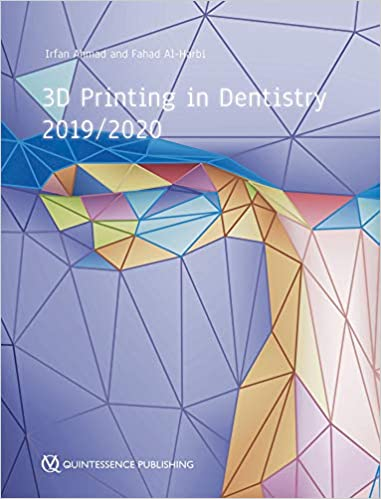 Irfan Ahmad and Fahad Al-Harbi
3D Printing in Dentistry
2019/2020
QUINTESSENCE PUBLISHING